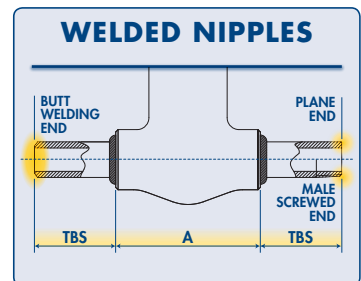 WELDED NIPPLES
BUTT
WELDING
END
PLANE
END
MALE
SCREWED
END
TBS
A
TBS